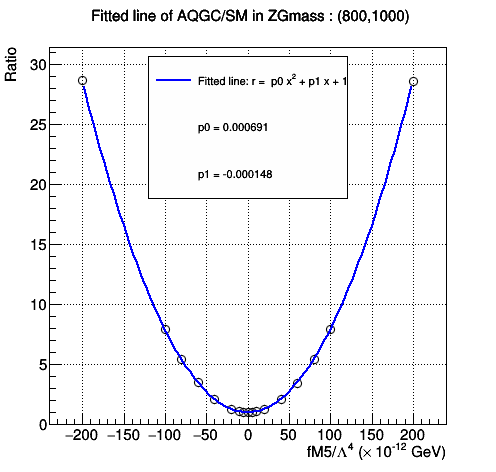 Fitted line of AQGC/SM in ZGmass : (800,1000)
Ratio
Fitted line: r = p0 x² + p1 x + 1
p0 = 0.000691
p1 = -0.000148
30
25
20
15
10
5
0
−200 −150 −100 −50 0 50 100 150 200
fM5/Λ⁴ (× 10⁻¹² GeV)